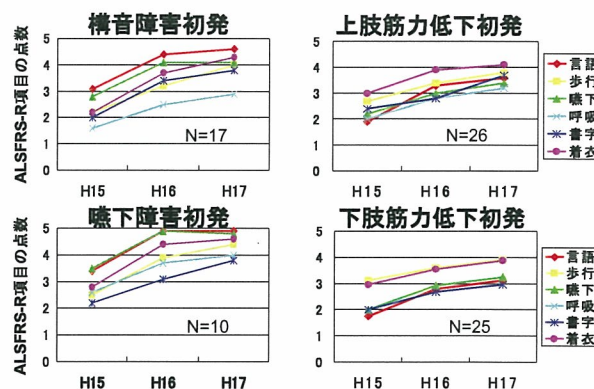 構音障害初発
ALSFRS-R項目の点数
5
4
3
2
1
0
N=17
H15 H16 H17
上肢筋力低下初発
5
4
3
2
1
0
N=26
H15 H16 H17
言語
歩行
嚥下
呼吸
書字
着衣
嚥下障害初発
ALSFRS-R項目の点数
5
4
3
2
1
0
N=10
H15 H16 H17
下肢筋力低下初発
5
4
3
2
1
0
N=25
H15 H16 H17
言語
歩行
嚥下
呼吸
書字
着衣